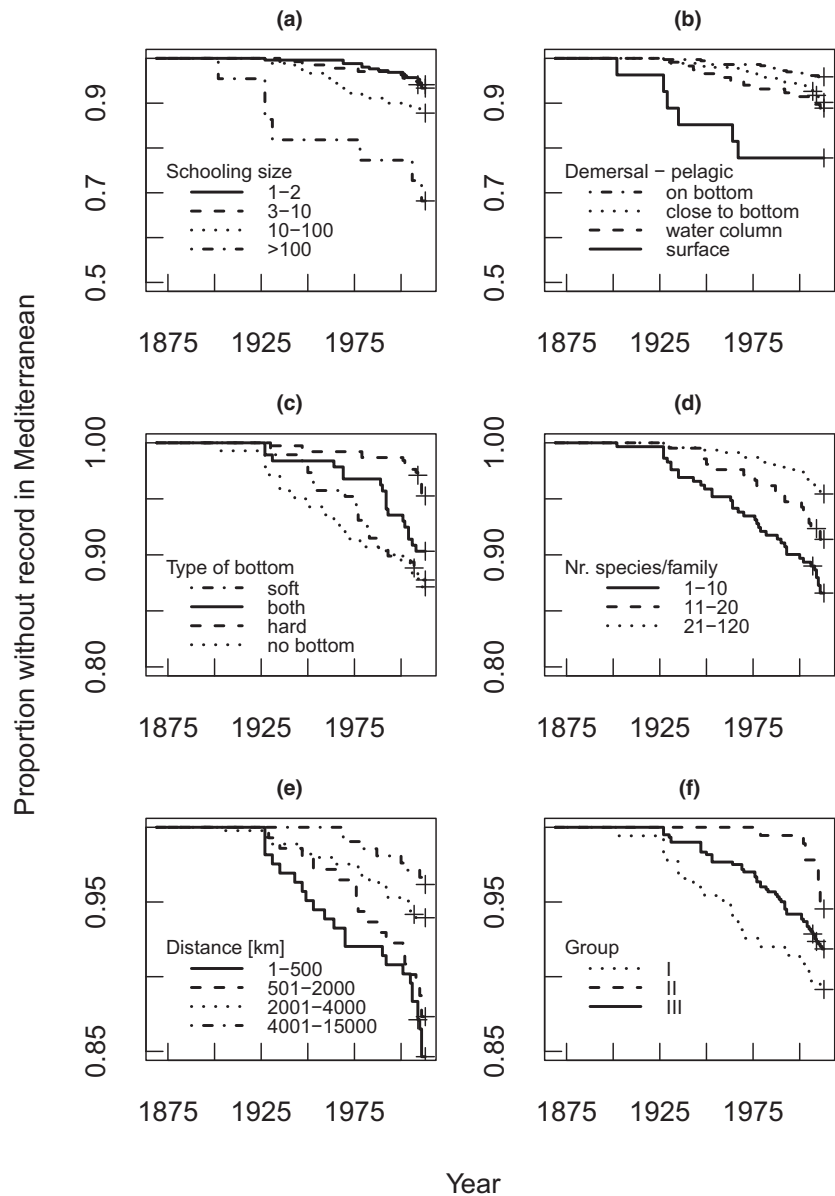 (a)
0.9
0.7
0.5
Schooling size
1−2
3−10
10−100
>100
1875 1925 1975
(b)
0.9
0.7
0.5
Demersal − pelagic
on bottom
close to bottom
water column
surface
1875 1925 1975
(c)
1.00
0.90
0.80
Type of bottom
soft
both
hard
no bottom
1875 1925 1975
(d)
1.00
0.90
0.80
Nr. species/family
1−10
11−20
21−120
1875 1925 1975
(e)
0.95
0.85
Distance [km]
1−500
501−2000
2001−4000
4001−15000
1875 1925 1975
(f)
0.95
0.85
Group
I
II
III
1875 1925 1975
Proportion without record in Mediterranean
Year